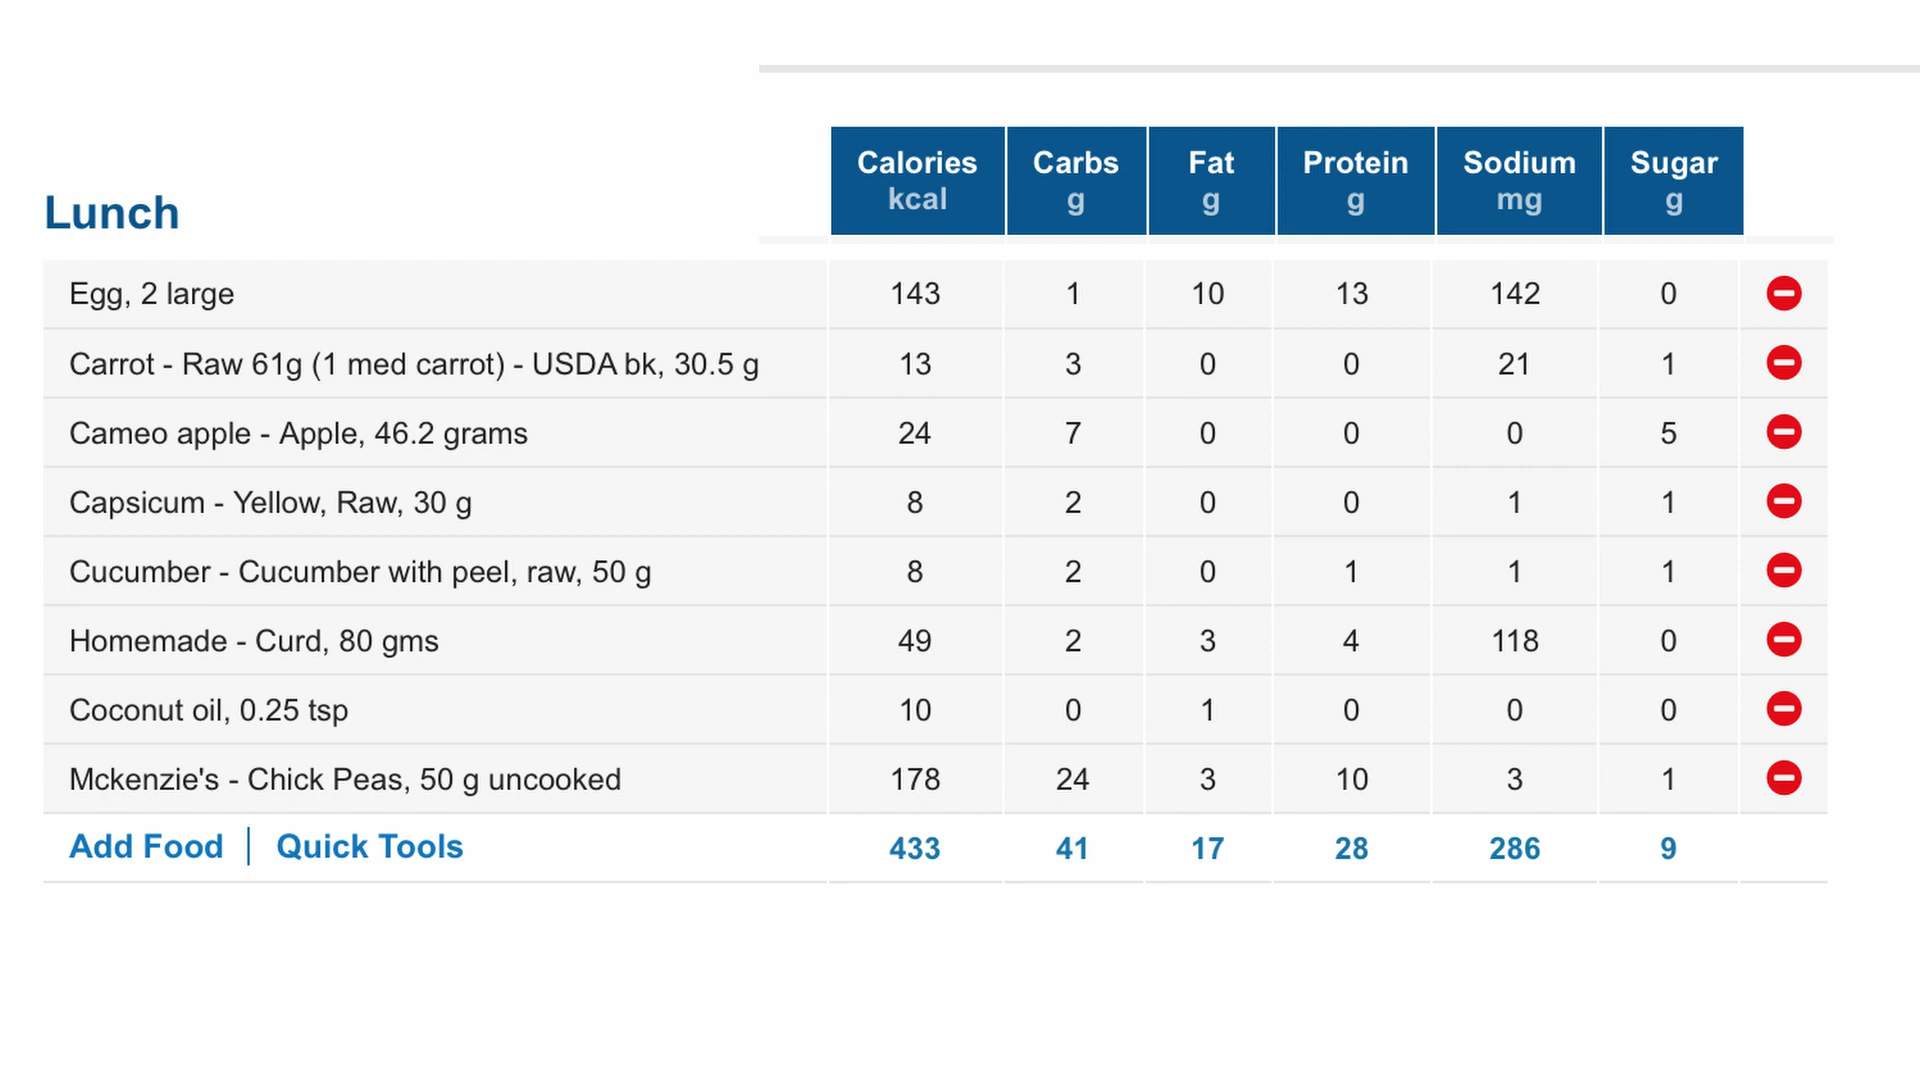 Calories Carbs Fat Protein Sodium Sugar
kcal g g g mg g
Lunch
Egg, 2 large 143 1 10 13 142 0
Carrot - Raw 61g (1 med carrot) - USDA bk, 30.5 g 13 3 0 0 21 1
Cameo apple - Apple, 46.2 grams 24 7 0 0 0 5
Capsicum - Yellow, Raw, 30 g 8 2 0 0 1 1
Cucumber - Cucumber with peel, raw, 50 g 8 2 0 1 1 1
Homemade - Curd, 80 gms 49 2 3 4 118 0
Coconut oil, 0.25 tsp 10 0 1 0 0 0
Mckenzie's - Chick Peas, 50 g uncooked 178 24 3 10 3 1
Add Food | Quick Tools 433 41 17 28 286 9